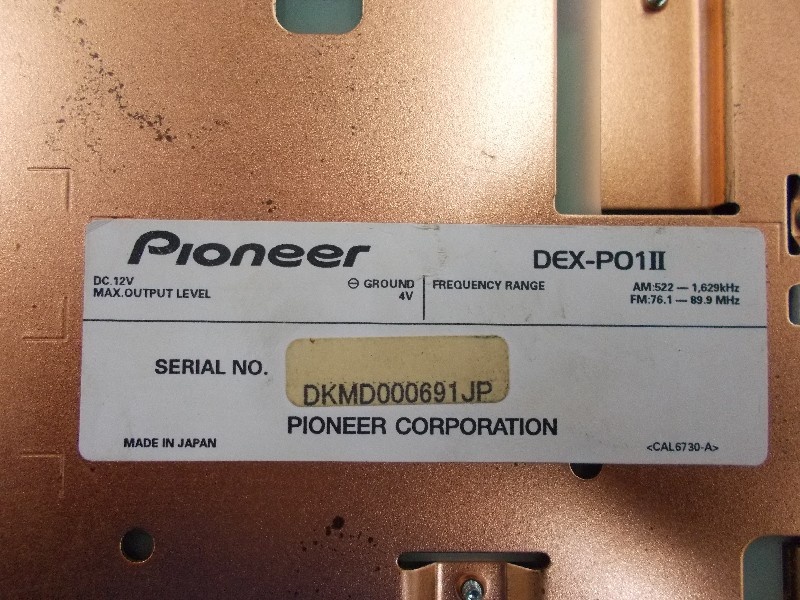 Pioneer
DEX-P01II
DC.12V
⊖ GROUND
MAX.OUTPUT LEVEL
4V
FREQUENCY RANGE
AM:522 — 1,629kHz
FM:76.1 — 89.9 MHz
SERIAL NO.
DKMD000691JP
PIONEER CORPORATION
MADE IN JAPAN
<CAL6730-A>